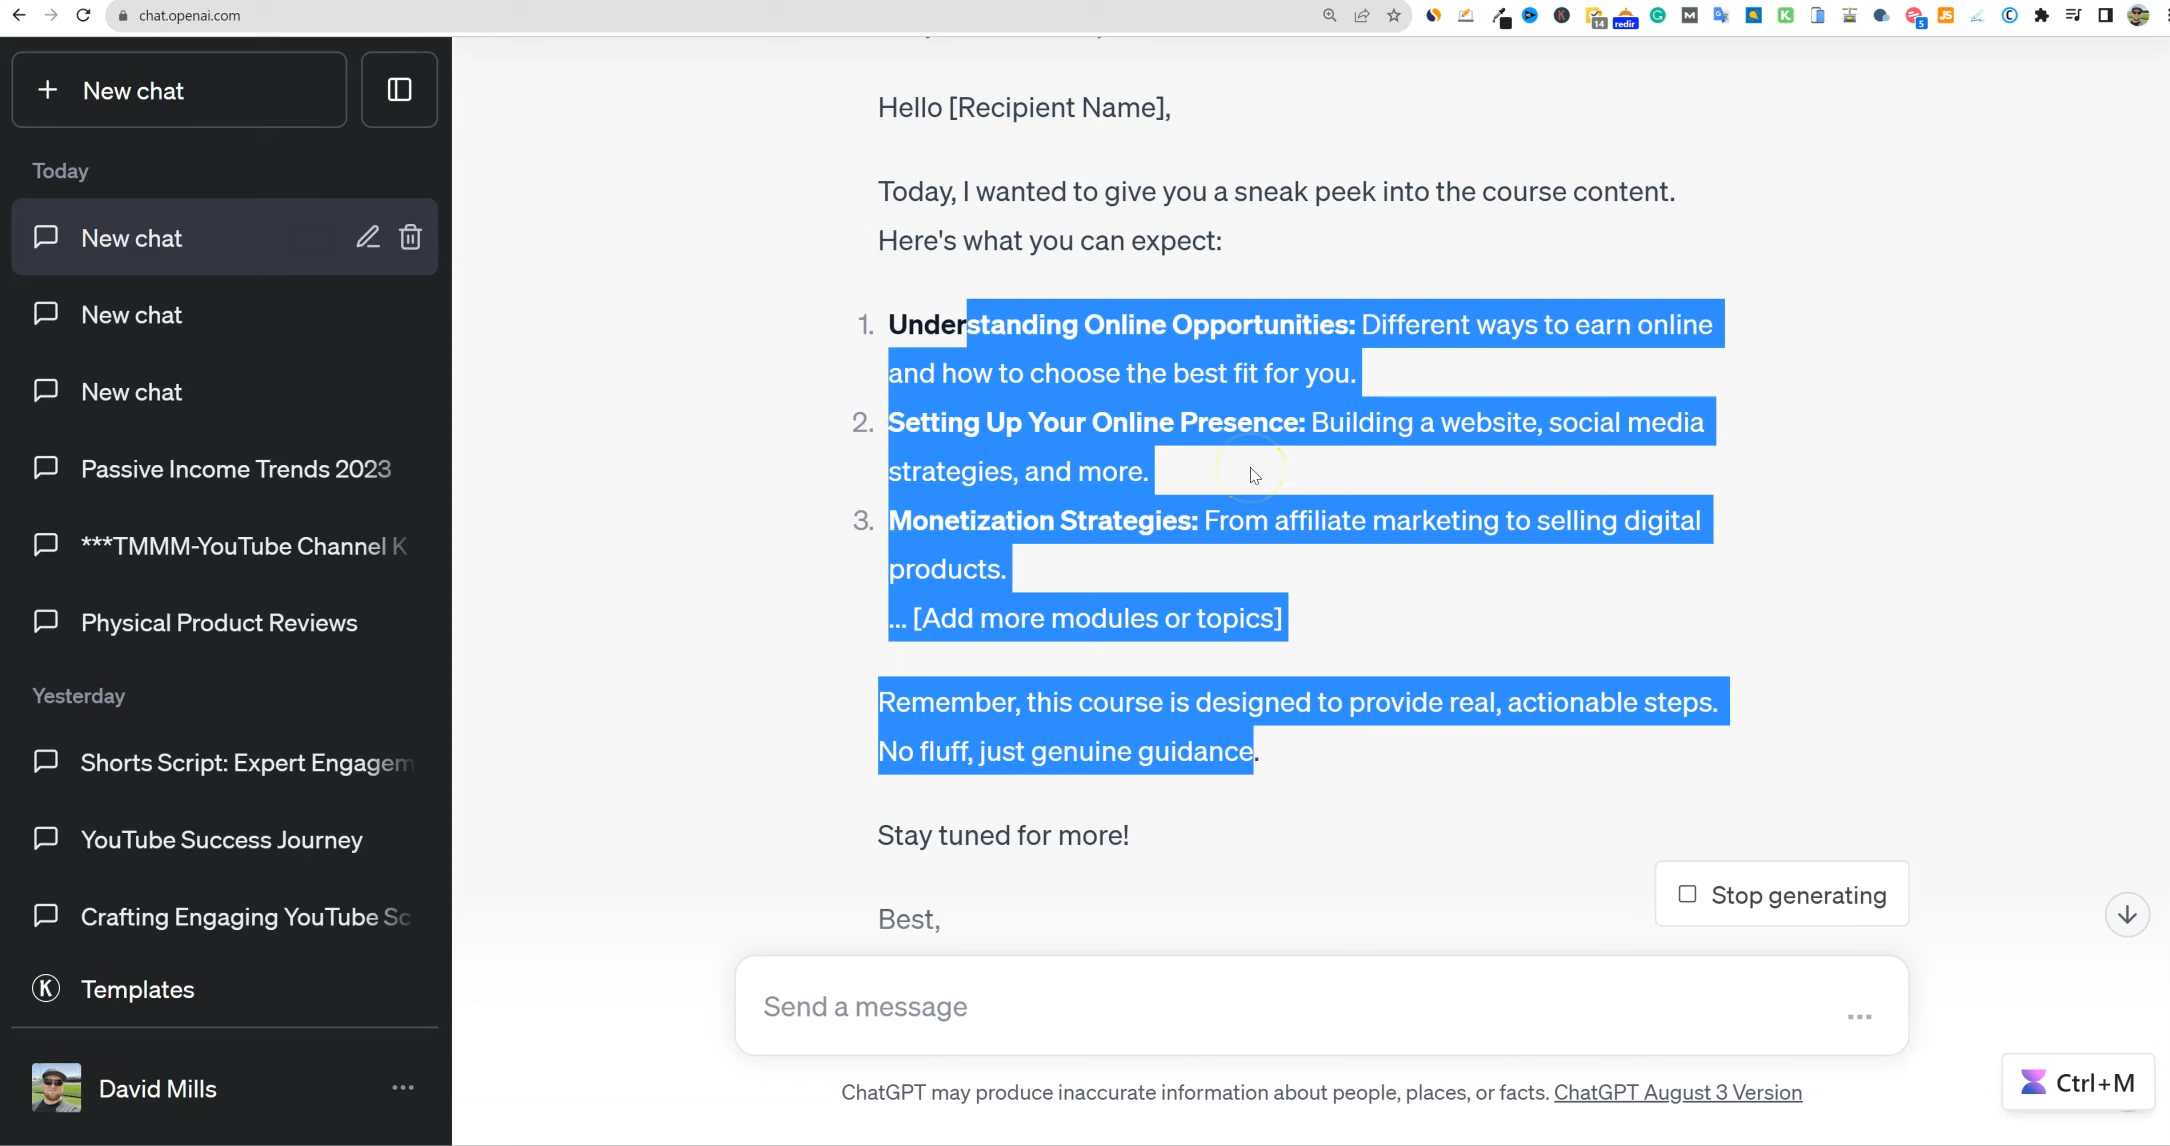 chat.openai.com
14
redir
5
JS
New chat
Today
New chat
New chat
New chat
Passive Income Trends 2023
***TMMM-YouTube Channel K
Physical Product Reviews
Yesterday
Shorts Script: Expert Engagem
YouTube Success Journey
Crafting Engaging YouTube Sc
K
Templates
David Mills
Hello [Recipient Name],
Today, I wanted to give you a sneak peek into the course content.
Here's what you can expect:
1. Understanding Online Opportunities: Different ways to earn online
and how to choose the best fit for you.
2. Setting Up Your Online Presence: Building a website, social media
strategies, and more.
3. Monetization Strategies: From affiliate marketing to selling digital
products.
... [Add more modules or topics]
Remember, this course is designed to provide real, actionable steps.
No fluff, just genuine guidance.
Stay tuned for more!
Best,
Stop generating
Send a message
ChatGPT may produce inaccurate information about people, places, or facts. ChatGPT August 3 Version
Ctrl+M